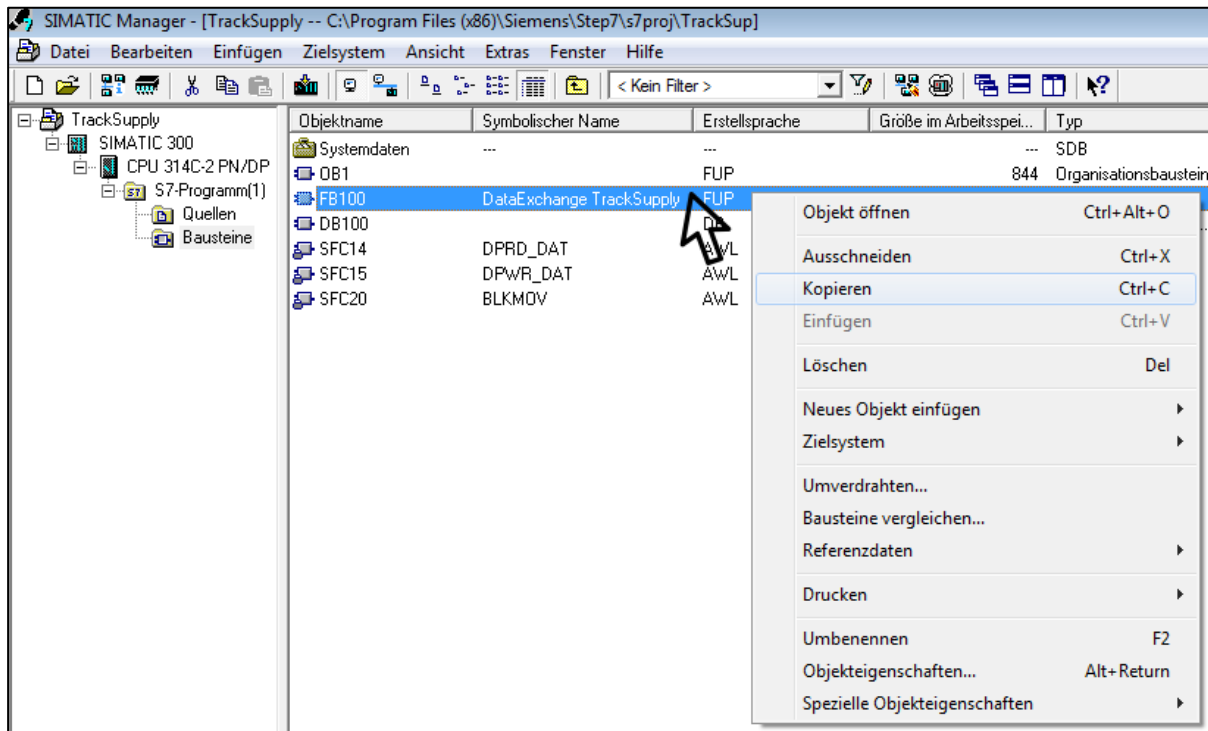 SIMATIC Manager - [TrackSupply -- C:\Program Files (x86)\Siemens\Step7\s7proj\TrackSup]
Datei Bearbeiten Einfügen Zielsystem Ansicht Extras Fenster Hilfe
< Kein Filter >
TrackSupply
SIMATIC 300
CPU 314C-2 PN/DP
S7-Programm(1)
Quellen
Bausteine
Objektname Symbolischer Name Erstellsprache Größe im Arbeitsspei... Typ
Systemdaten --- --- --- SDB
OB1 FUP 844 Organisationsbaustein
FB100 DataExchange TrackSupply FUP
DB100 DB
SFC14 DPRD_DAT AWL
SFC15 DPWR_DAT AWL
SFC20 BLKMOV AWL
Objekt öffnen Ctrl+Alt+O
Ausschneiden Ctrl+X
Kopieren Ctrl+C
Einfügen Ctrl+V
Löschen Del
Neues Objekt einfügen
Zielsystem
Umverdrahten...
Bausteine vergleichen...
Referenzdaten
Drucken
Umbenennen F2
Objekteigenschaften... Alt+Return
Spezielle Objekteigenschaften